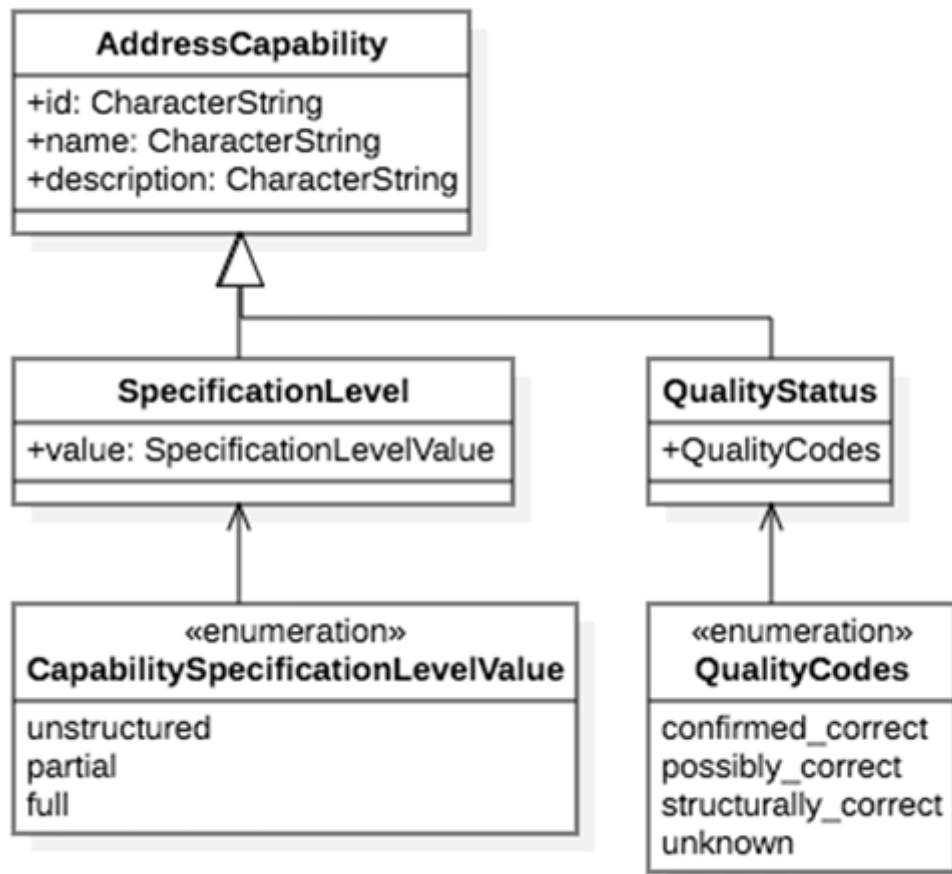 AddressCapability
+id: CharacterString
+name: CharacterString
+description: CharacterString
SpecificationLevel
+value: SpecificationLevelValue
QualityStatus
+QualityCodes
«enumeration»
CapabilitySpecificationLevelValue
unstructured
partial
full
«enumeration»
QualityCodes
confirmed_correct
possibly_correct
structurally_correct
unknown